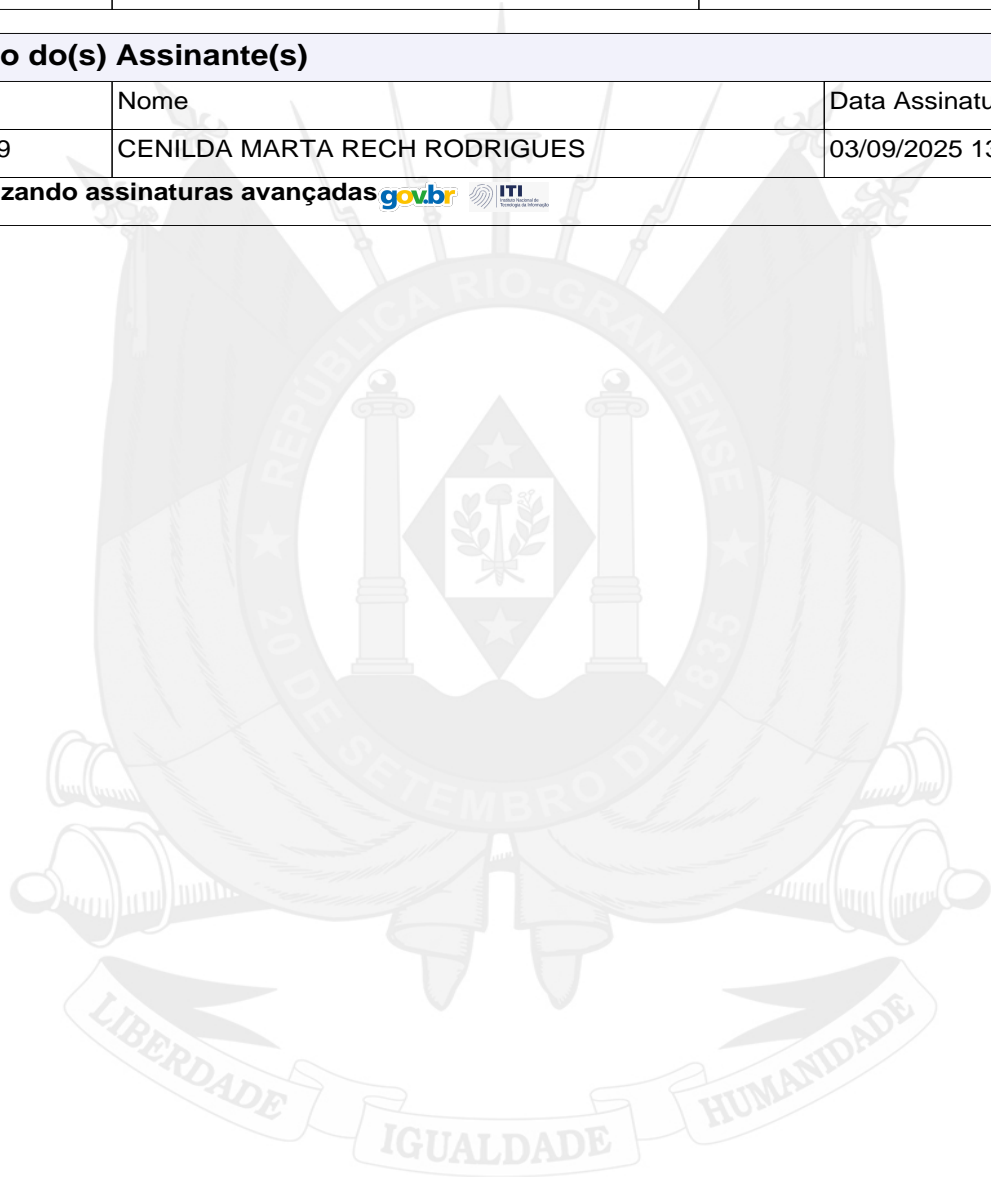 o do(s) Assinante(s)
Nome
Data Assinatu
9
CENILDA MARTA RECH RODRIGUES
03/09/2025 13
zando assinaturas avançadas gov.br ITI
REPÚBLICA RIO-GRANDENSE
20 DE SETEMBRO DE 1835
LIBERDADE
IGUALDADE
HUMANIDADE